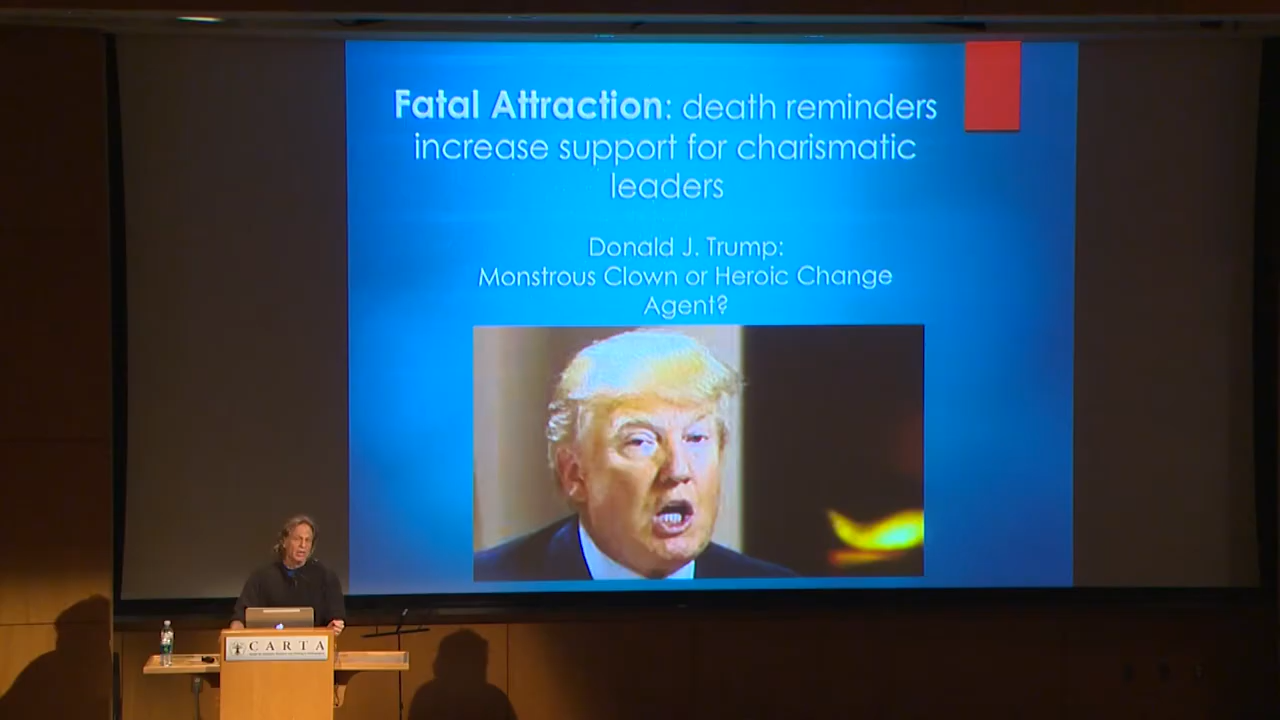 Fatal Attraction: death reminders
increase support for charismatic
leaders
Donald J. Trump:
Monstrous Clown or Heroic Change
Agent?
CARTA